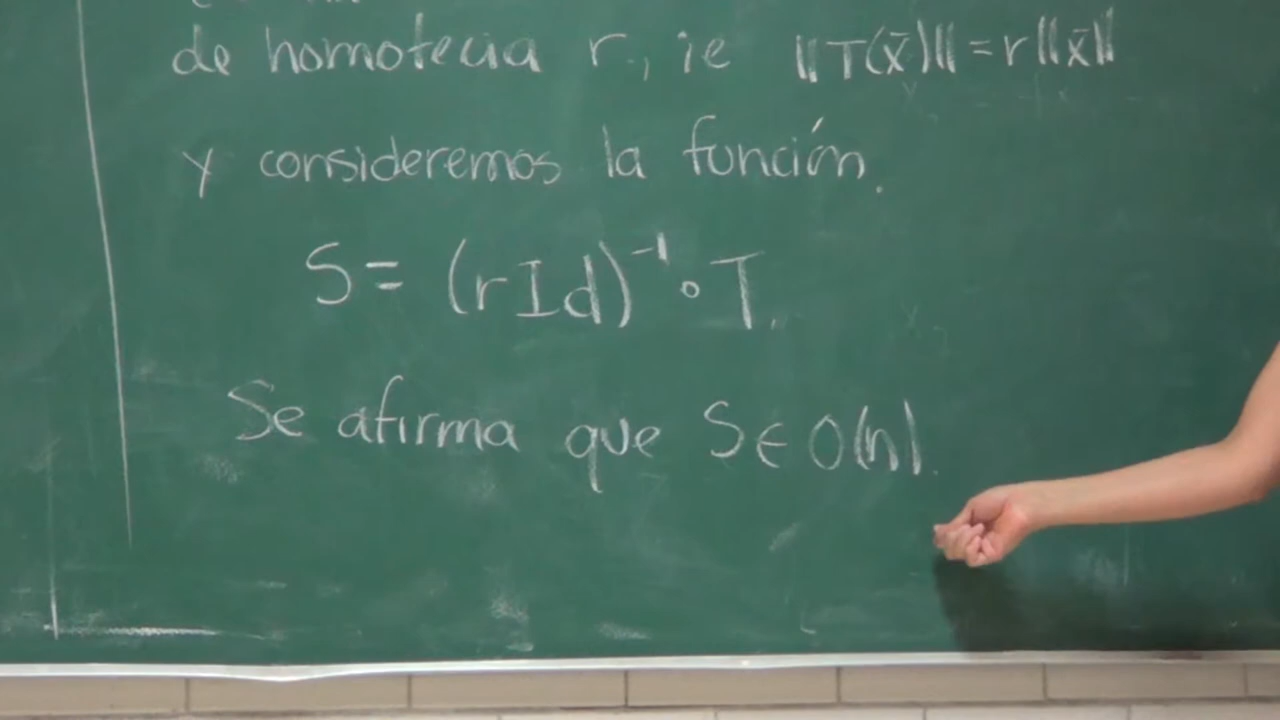 de homotecia r, ie ||T(x̄)|| = r||x̄||
y consideremos la función.
S = (rId)⁻¹ ∘ T.
Se afirma que S ∈ O(n).